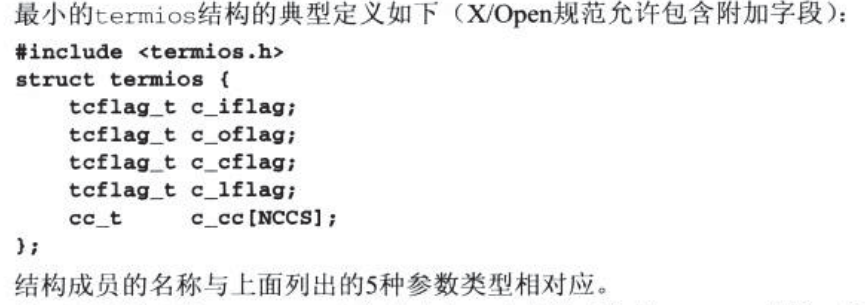 最小的termios结构的典型定义如下（X/Open规范允许包含附加字段）：
#include <termios.h>
struct termios {
    tcflag_t c_iflag;
    tcflag_t c_oflag;
    tcflag_t c_cflag;
    tcflag_t c_lflag;
    cc_t     c_cc[NCCS];
};
结构成员的名称与上面列出的5种参数类型相对应。